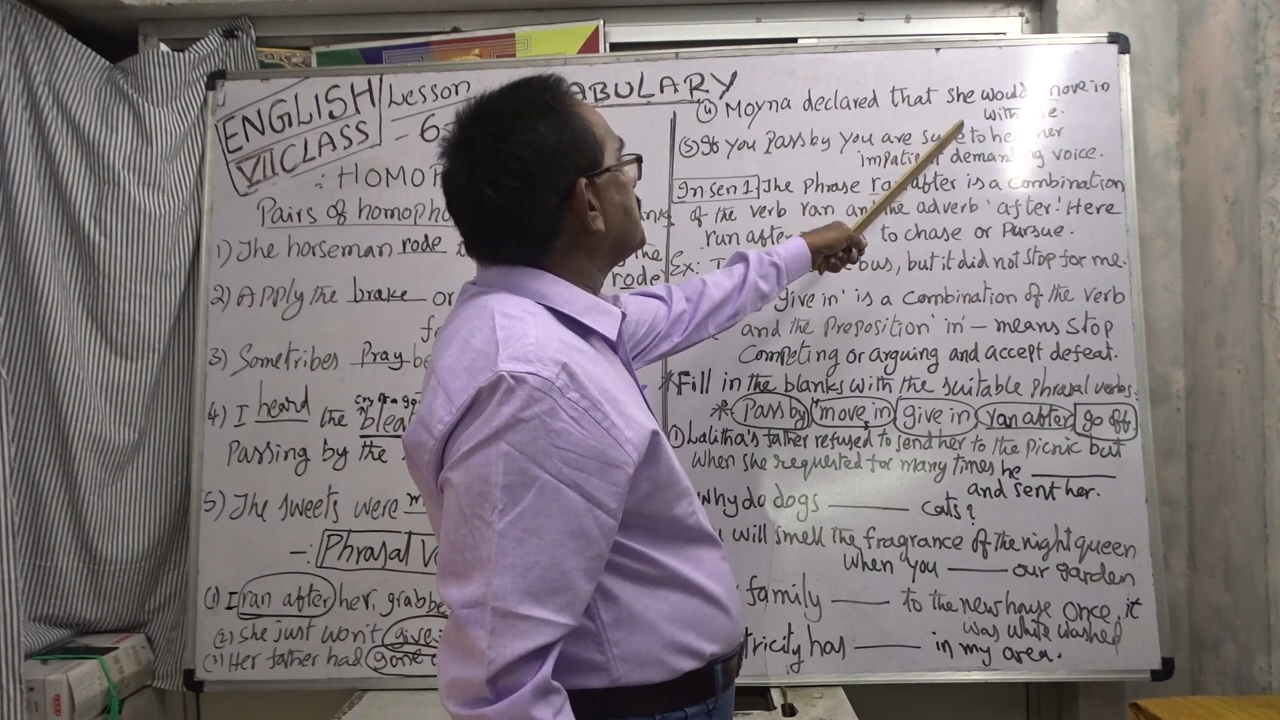 ENGLISH
VII CLASS
Lesson
- 6
ABULARY
: HOMOP
Pairs of homopho
1) The horseman rode
the
rode
2) Apply the brake or
3) Some tribes Pray be
cry of a go
4) I heard the blea
Passing by the
5) The sweets were m
-: Phrasal V
(1) I ran after her, grabbe
(2) She just won't give
(3) Her father had gone
(4) Moyna declared that she would move in
with me.
(5) If you Pass by you are sure to hear her
impatient demanding voice.
In sen 1 The Phrase ran after is a combination
of the verb ran and the adverb 'after'. Here
run after to chase or Pursue.
Ex: bus, but it did not stop for me.
give in' is a combination of the verb
and the Preposition 'in' - means stop
Competing or arguing and accept defeat.
* Fill in the blanks with the suitable Phrasal verbs:
* Pass by move in give in ran after go off
1) Lalitha's father refused to send her to the Picnic but
when she requested for many times he ______
and sent her.
why do dogs ______ cats?
will smell the fragrance of the night queen
when you ______ our garden
family ______ to the new house once it
was white washed
tricity has ______ in my area.